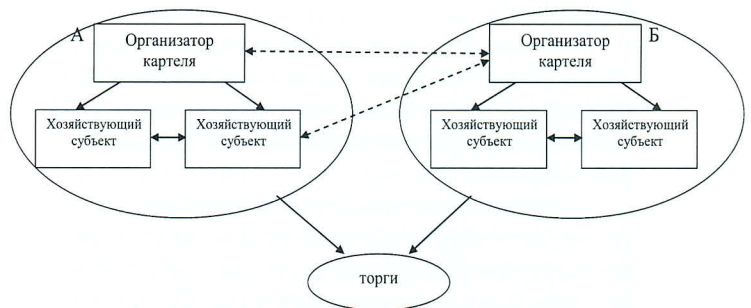 А
Организатор
картеля
Хозяйствующий
субъект
Хозяйствующий
субъект
Б
Организатор
картеля
Хозяйствующий
субъект
Хозяйствующий
субъект
торги